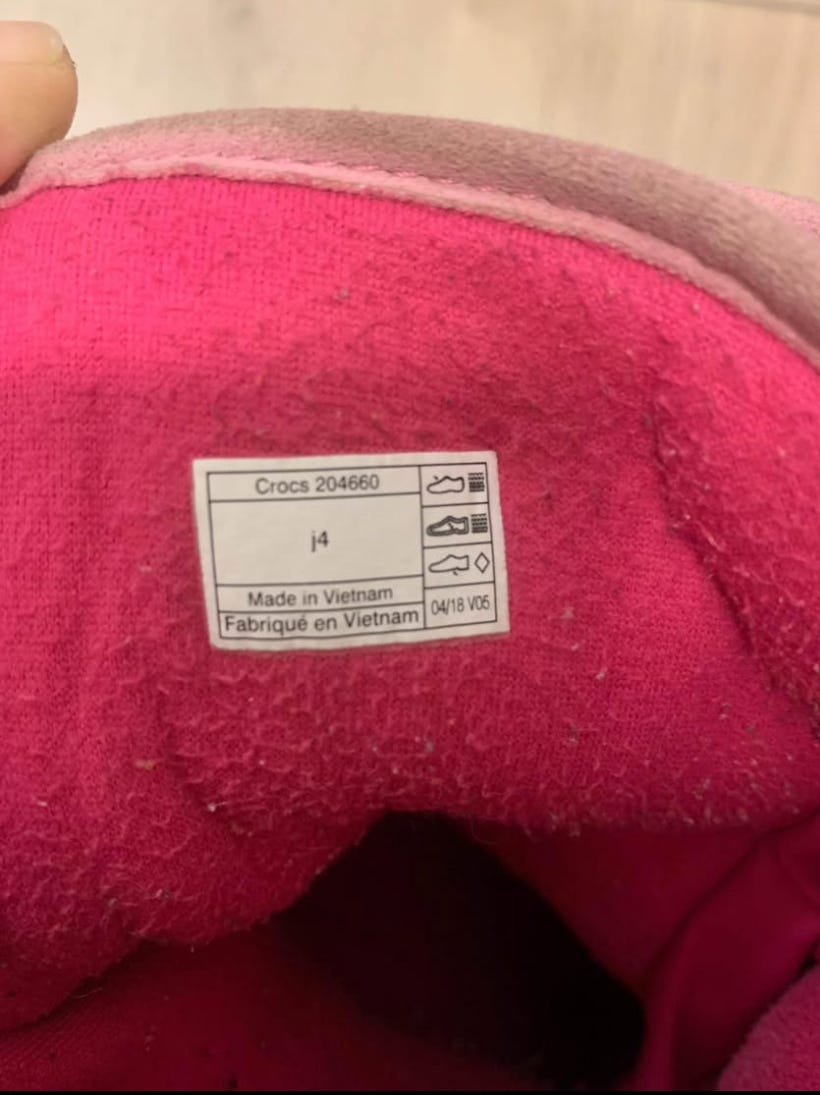 Crocs 204660
j4
Made in Vietnam
Fabriqué en Vietnam
04/18 V05